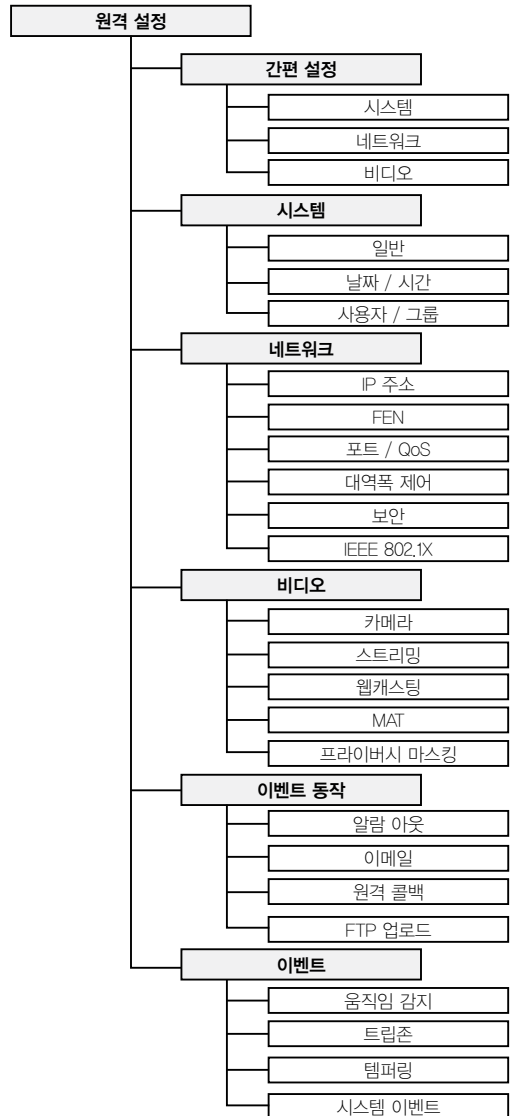 원격 설정
간편 설정
시스템
네트워크
비디오
시스템
일반
날짜 / 시간
사용자 / 그룹
네트워크
IP 주소
FEN
포트 / QoS
대역폭 제어
보안
IEEE 802.1X
비디오
카메라
스트리밍
웹캐스팅
MAT
프라이버시 마스킹
이벤트 동작
알람 아웃
이메일
원격 콜백
FTP 업로드
이벤트
움직임 감지
트립존
템퍼링
시스템 이벤트